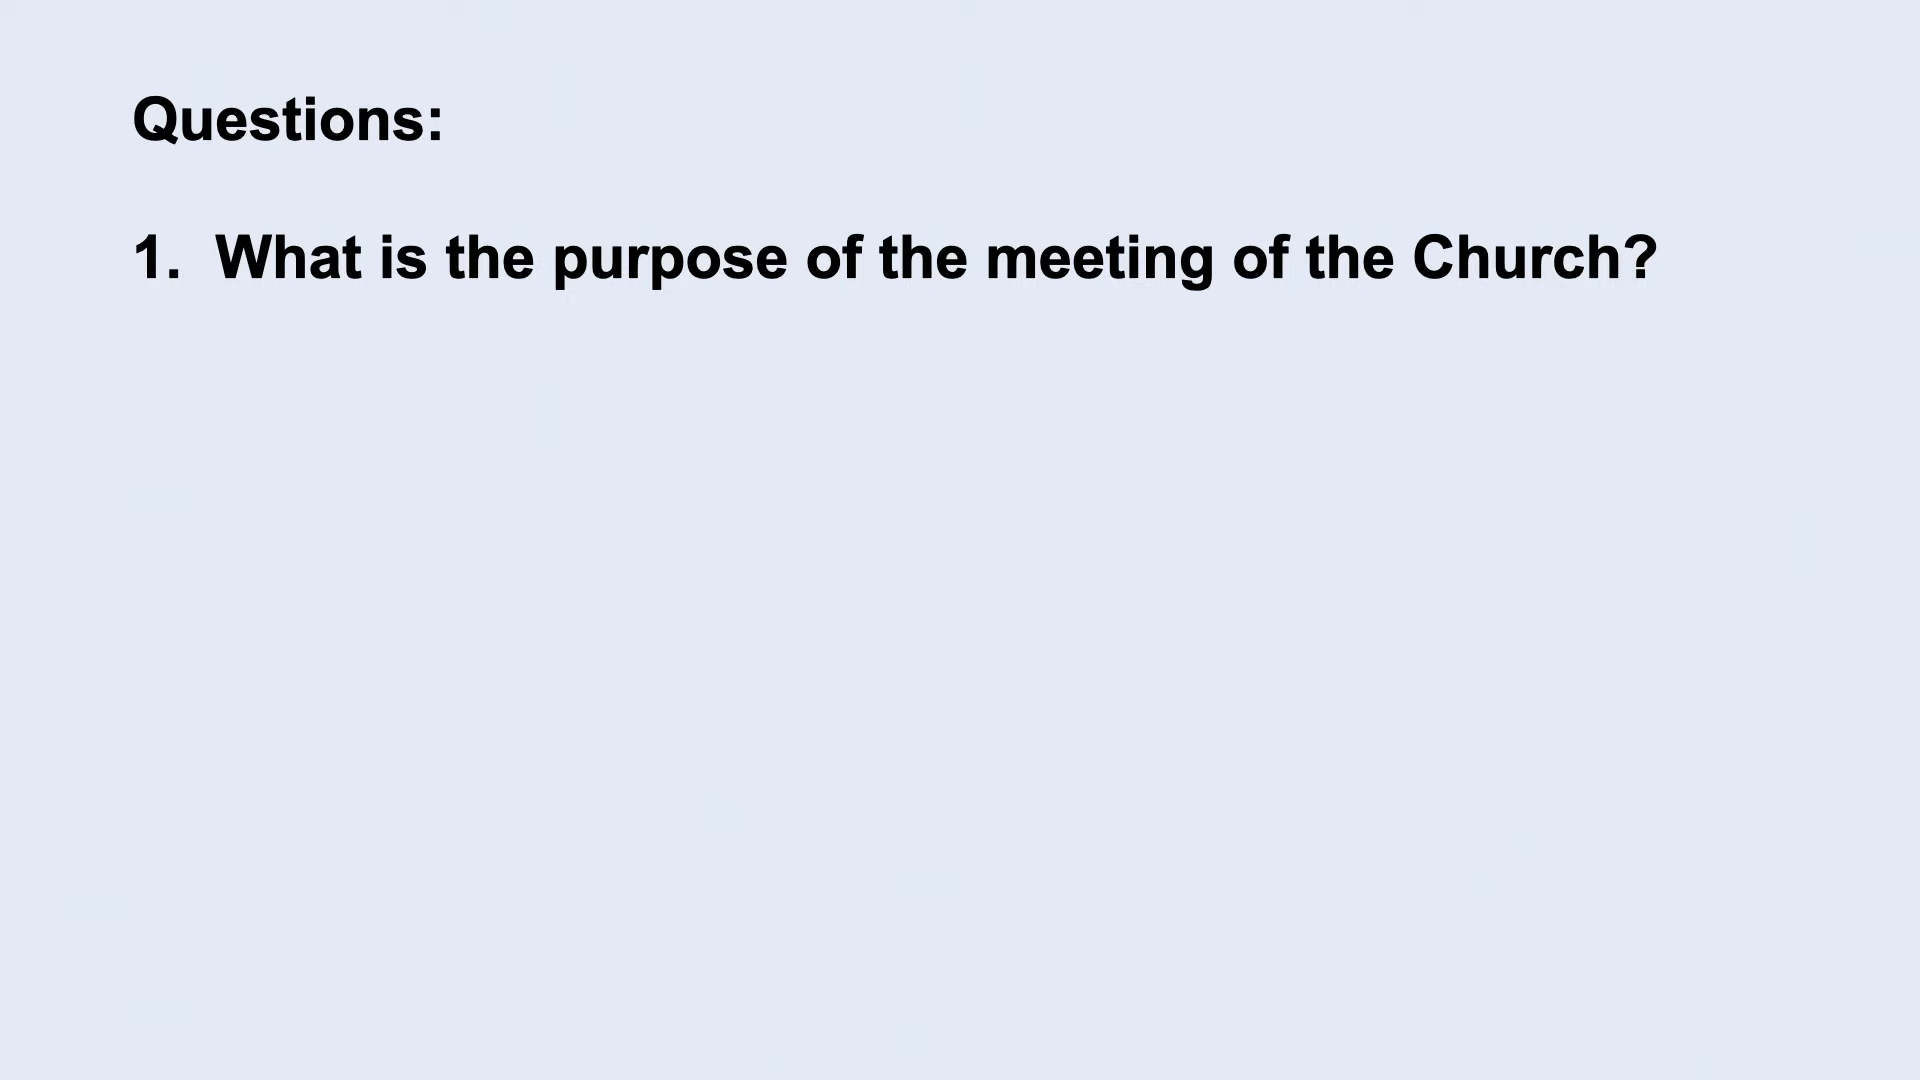 Questions:
1. What is the purpose of the meeting of the Church?